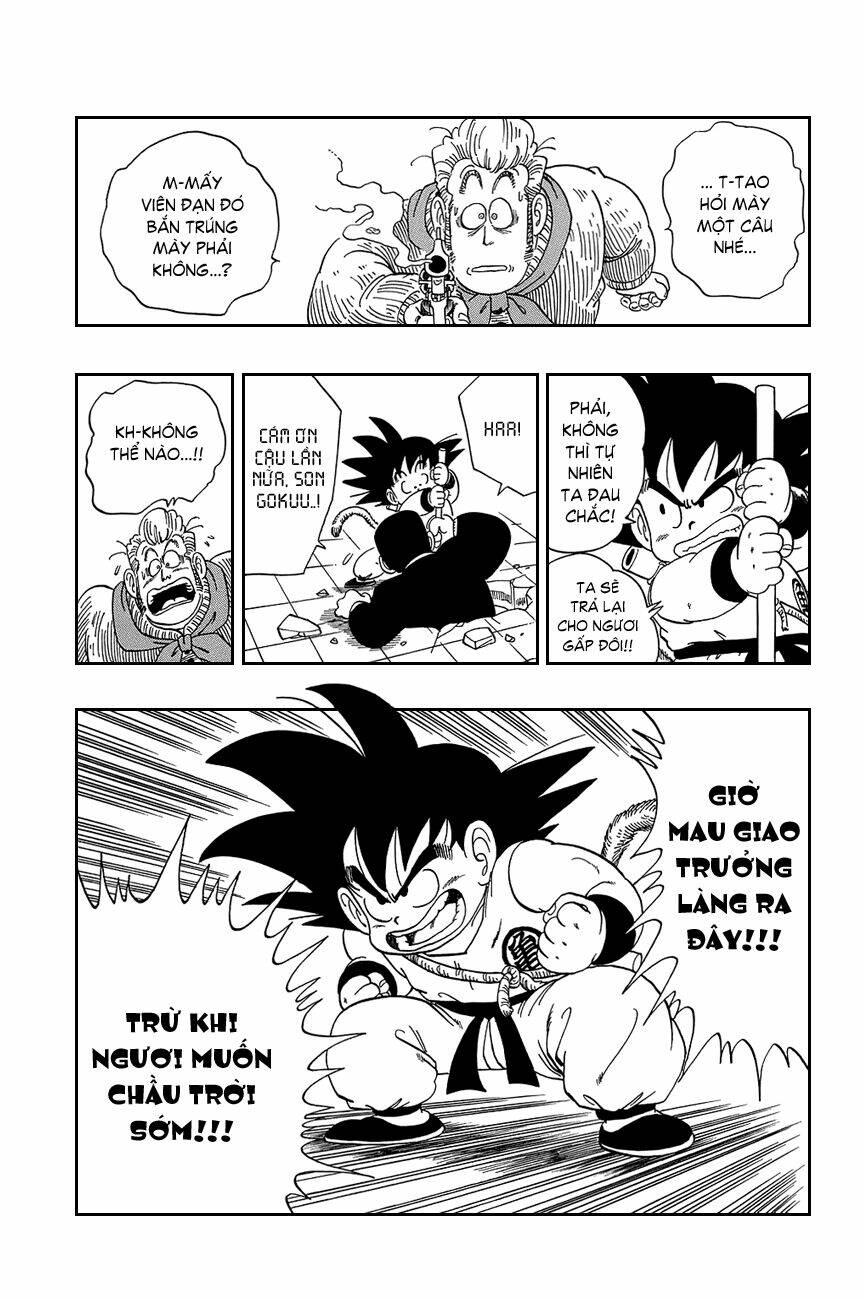 ... T-TAO
HỎI MÀY
MỘT CÂU
NHÉ...
M-MẤY
VIÊN ĐẠN ĐÓ
BẮN TRÚNG
MÀY PHẢI
KHÔNG...?
PHẢI,
KHÔNG
THÌ TỰ
NHIÊN
TA ĐAU
CHẮC!
TA SẼ
TRẢ LẠI
CHO NGƯƠI
GẤP ĐÔI!!
HAA!
CÁM ƠN
CẬU LẦN
NỮA, SON
GOKUU..!
KH-KHÔNG
THỂ NÀO...!!
GIỜ
MAU GIAO
TRƯỞNG
LÀNG RA
ĐÂY!!!
TRỪ KHI
NGƯƠI MUỐN
CHẦU TRỜI
SỚM!!!